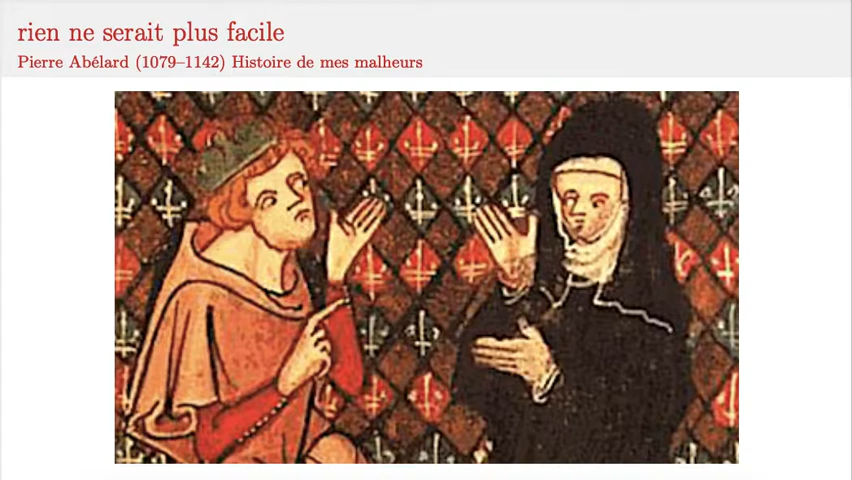 rien ne serait plus facile
Pierre Abélard (1079–1142) Histoire de mes malheurs